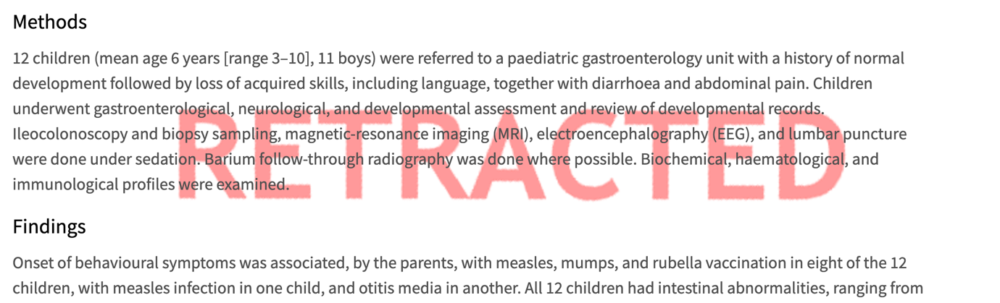 Methods
12 children (mean age 6 years [range 3–10], 11 boys) were referred to a paediatric gastroenterology unit with a history of normal
development followed by loss of acquired skills, including language, together with diarrhoea and abdominal pain. Children
underwent gastroenterological, neurological, and developmental assessment and review of developmental records.
Ileocolonoscopy and biopsy sampling, magnetic-resonance imaging (MRI), electroencephalography (EEG), and lumbar puncture
were done under sedation. Barium follow-through radiography was done where possible. Biochemical, haematological, and
immunological profiles were examined.
RETRACTED
Findings
Onset of behavioural symptoms was associated, by the parents, with measles, mumps, and rubella vaccination in eight of the 12
children, with measles infection in one child, and otitis media in another. All 12 children had intestinal abnormalities, ranging from